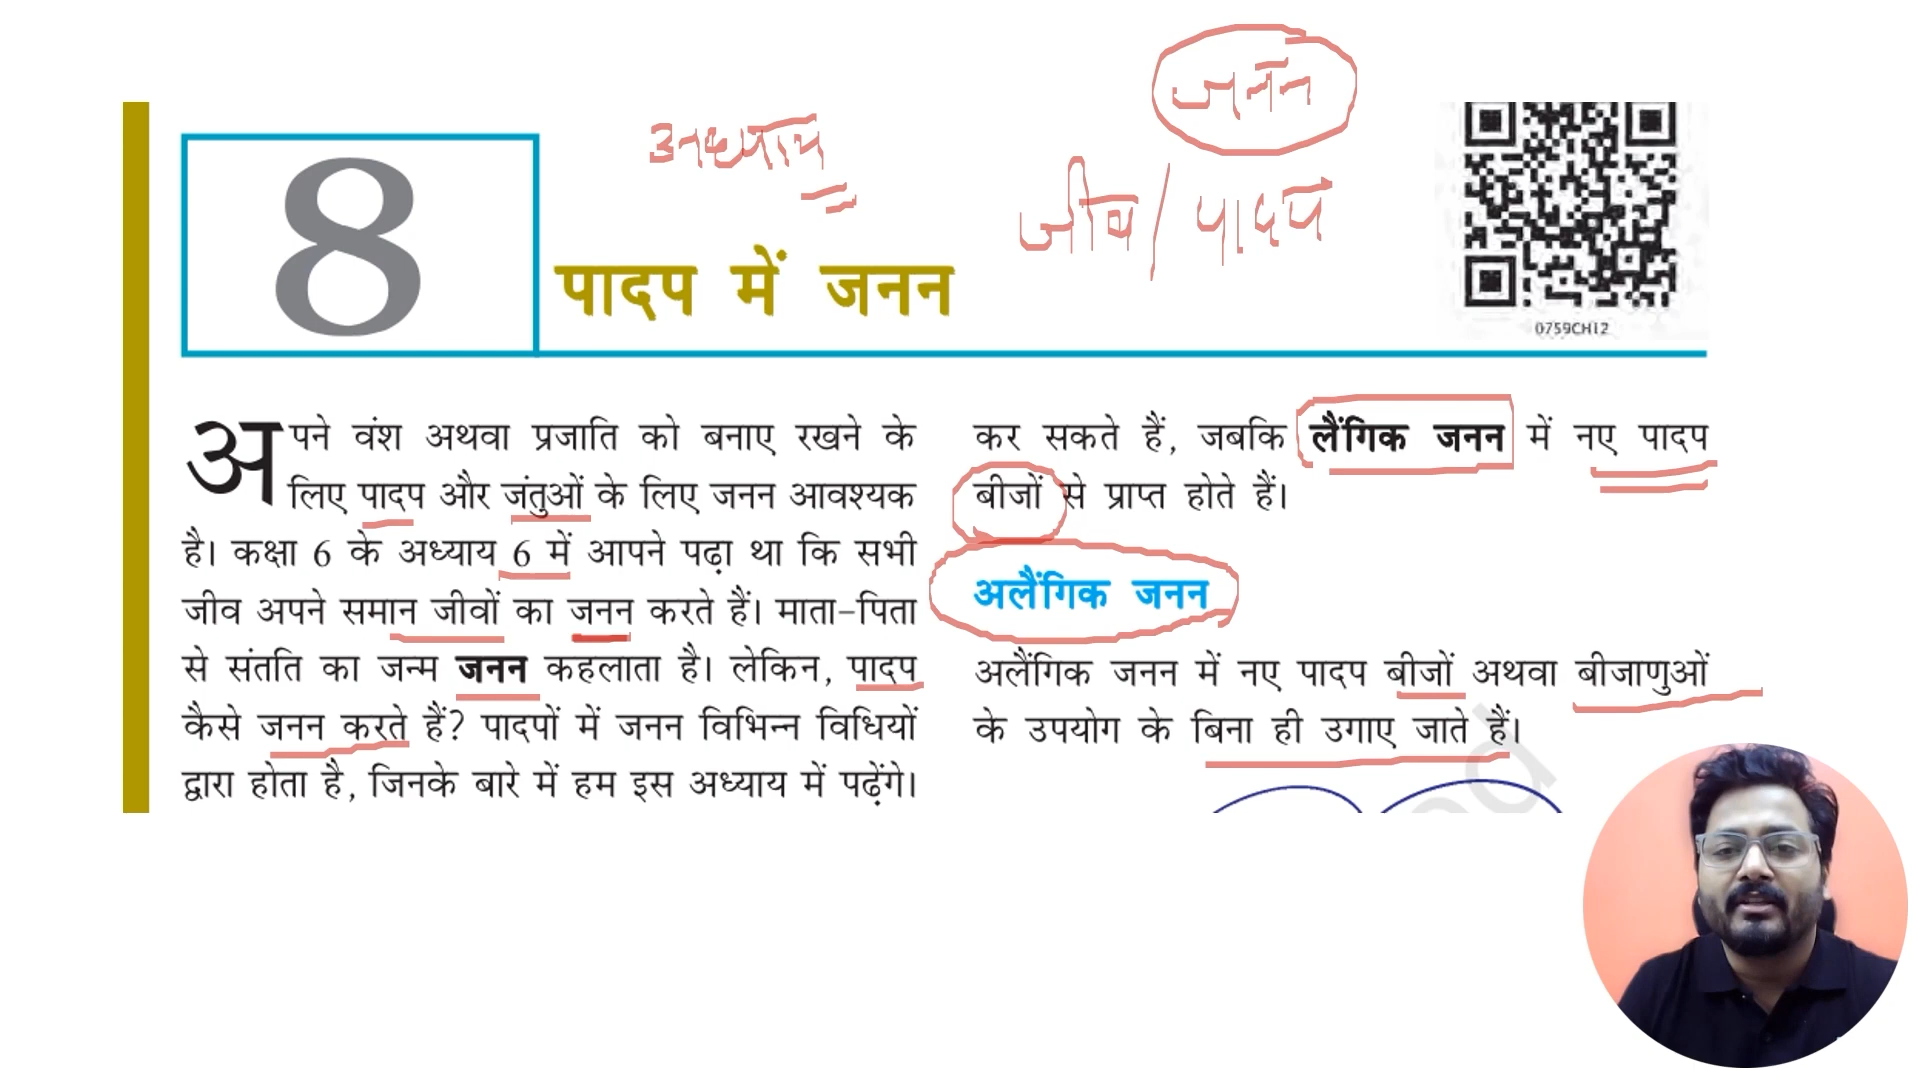 जनन
अध्याय
जीव / पादप
8
पादप में जनन
0759CH12
अपने वंश अथवा प्रजाति को बनाए रखने के
लिए पादप और जंतुओं के लिए जनन आवश्यक
है। कक्षा 6 के अध्याय 6 में आपने पढ़ा था कि सभी
जीव अपने समान जीवों का जनन करते हैं। माता-पिता
से संतति का जन्म जनन कहलाता है। लेकिन, पादप
कैसे जनन करते हैं? पादपों में जनन विभिन्न विधियों
द्वारा होता है, जिनके बारे में हम इस अध्याय में पढ़ेंगे।
कर सकते हैं, जबकि लैंगिक जनन में नए पादप
बीजों से प्राप्त होते हैं।
अलैंगिक जनन
अलैंगिक जनन में नए पादप बीजों अथवा बीजाणुओं
के उपयोग के बिना ही उगाए जाते हैं।